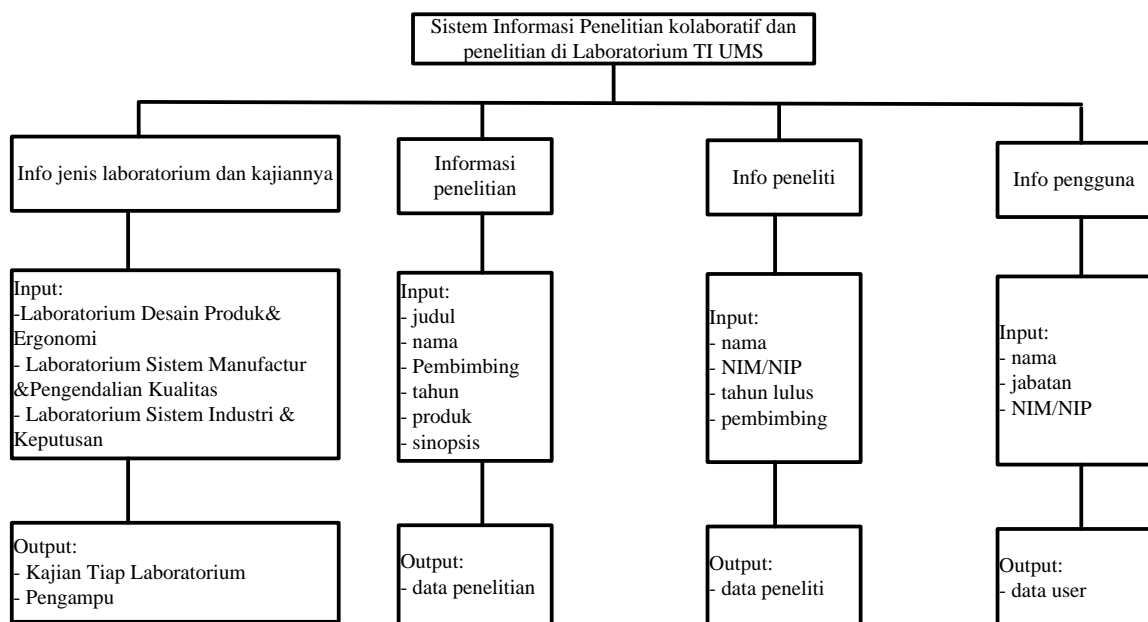 Sistem Informasi Penelitian kolaboratif dan
penelitian di Laboratorium TI UMS
Info jenis laboratorium dan kajiannya
Informasi
penelitian
Info peneliti
Info pengguna
Input:
-Laboratorium Desain Produk&
Ergonomi
- Laboratorium Sistem Manufactur
&Pengendalian Kualitas
- Laboratorium Sistem Industri &
Keputusan
Input:
- judul
- nama
- Pembimbing
- tahun
- produk
- sinopsis
Input:
- nama
- NIM/NIP
- tahun lulus
- pembimbing
Input:
- nama
- jabatan
- NIM/NIP
Output:
- Kajian Tiap Laboratorium
- Pengampu
Output:
- data penelitian
Output:
- data peneliti
Output:
- data user